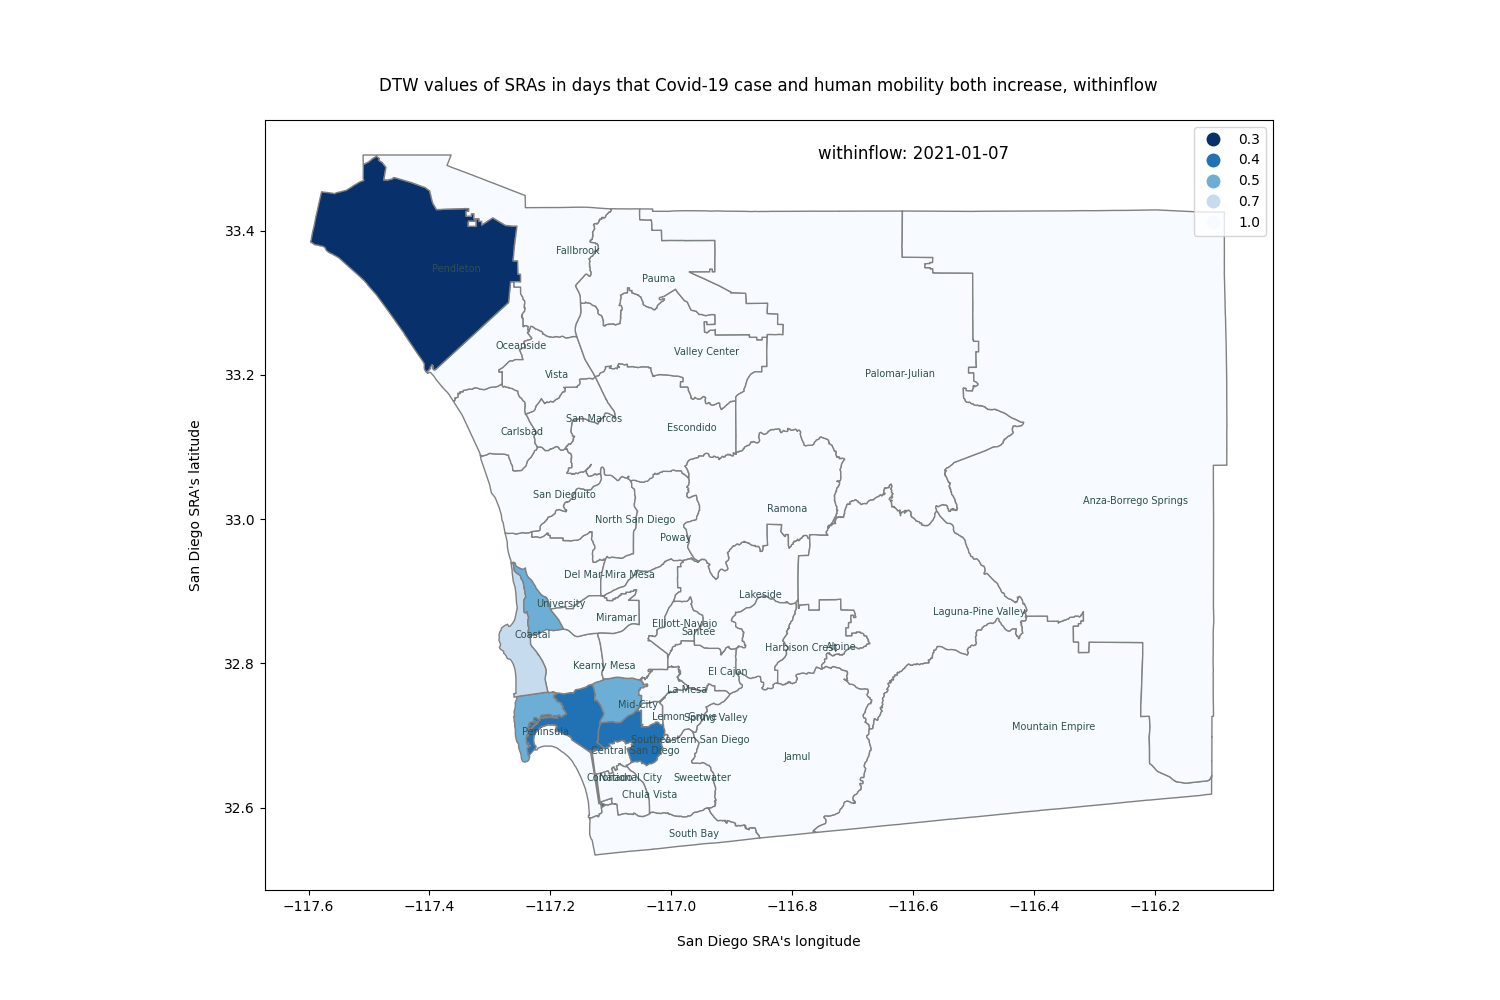 DTW values of SRAs in days that Covid-19 case and human mobility both increase, withinflow
withinflow: 2021-01-07
0.3
0.4
0.5
0.7
1.0
33.4
33.2
33.0
32.8
32.6
San Diego SRA's latitude
Fallbrook
Pendleton
Pauma
Oceanside
Valley Center
Vista
Palomar-Julian
San Marcos
Carlsbad
Escondido
San Dieguito
Anza-Borrego Springs
Ramona
North San Diego
Poway
Del Mar-Mira Mesa
Lakeside
University
Laguna-Pine Valley
Miramar
Elliott-Navajo
Santee
Coastal
Harbison Crest
Alpine
Kearny Mesa
El Cajon
La Mesa
Mid-City
Lemon Grove
Spring Valley
Mountain Empire
Peninsula
Southeastern San Diego
Central San Diego
Jamul
Coronado
National City
Sweetwater
Chula Vista
South Bay
−117.6
−117.4
−117.2
−117.0
−116.8
−116.6
−116.4
−116.2
San Diego SRA's longitude